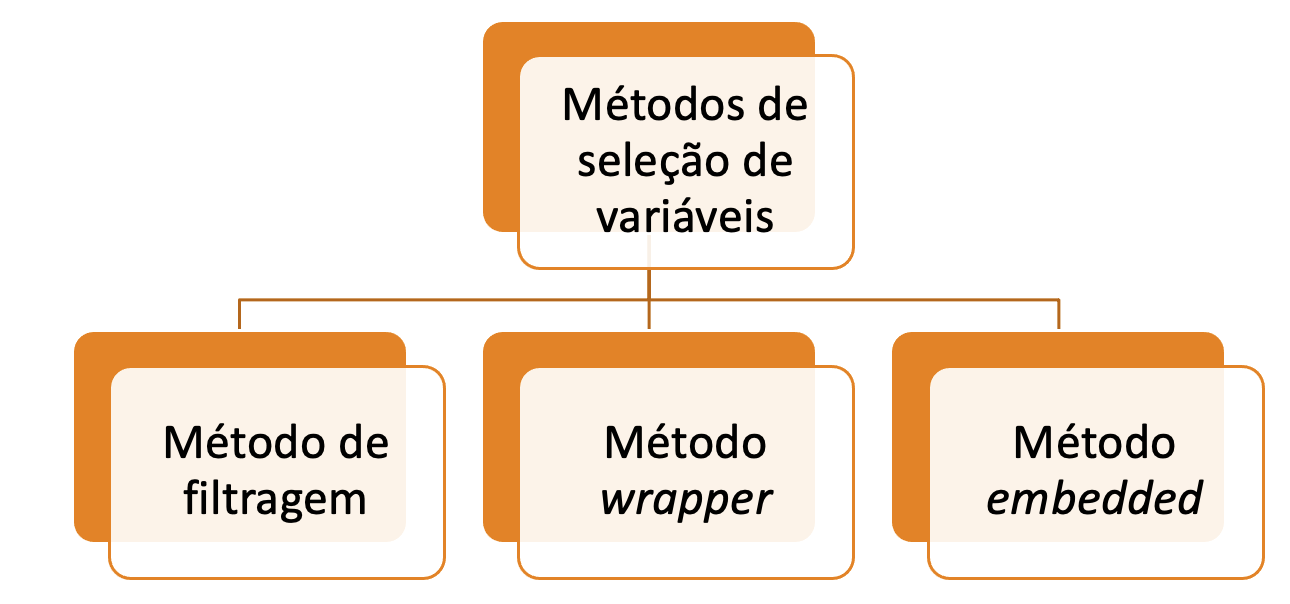 Métodos de
seleção de
variáveis
Método de
filtragem
Método
wrapper
Método
embedded